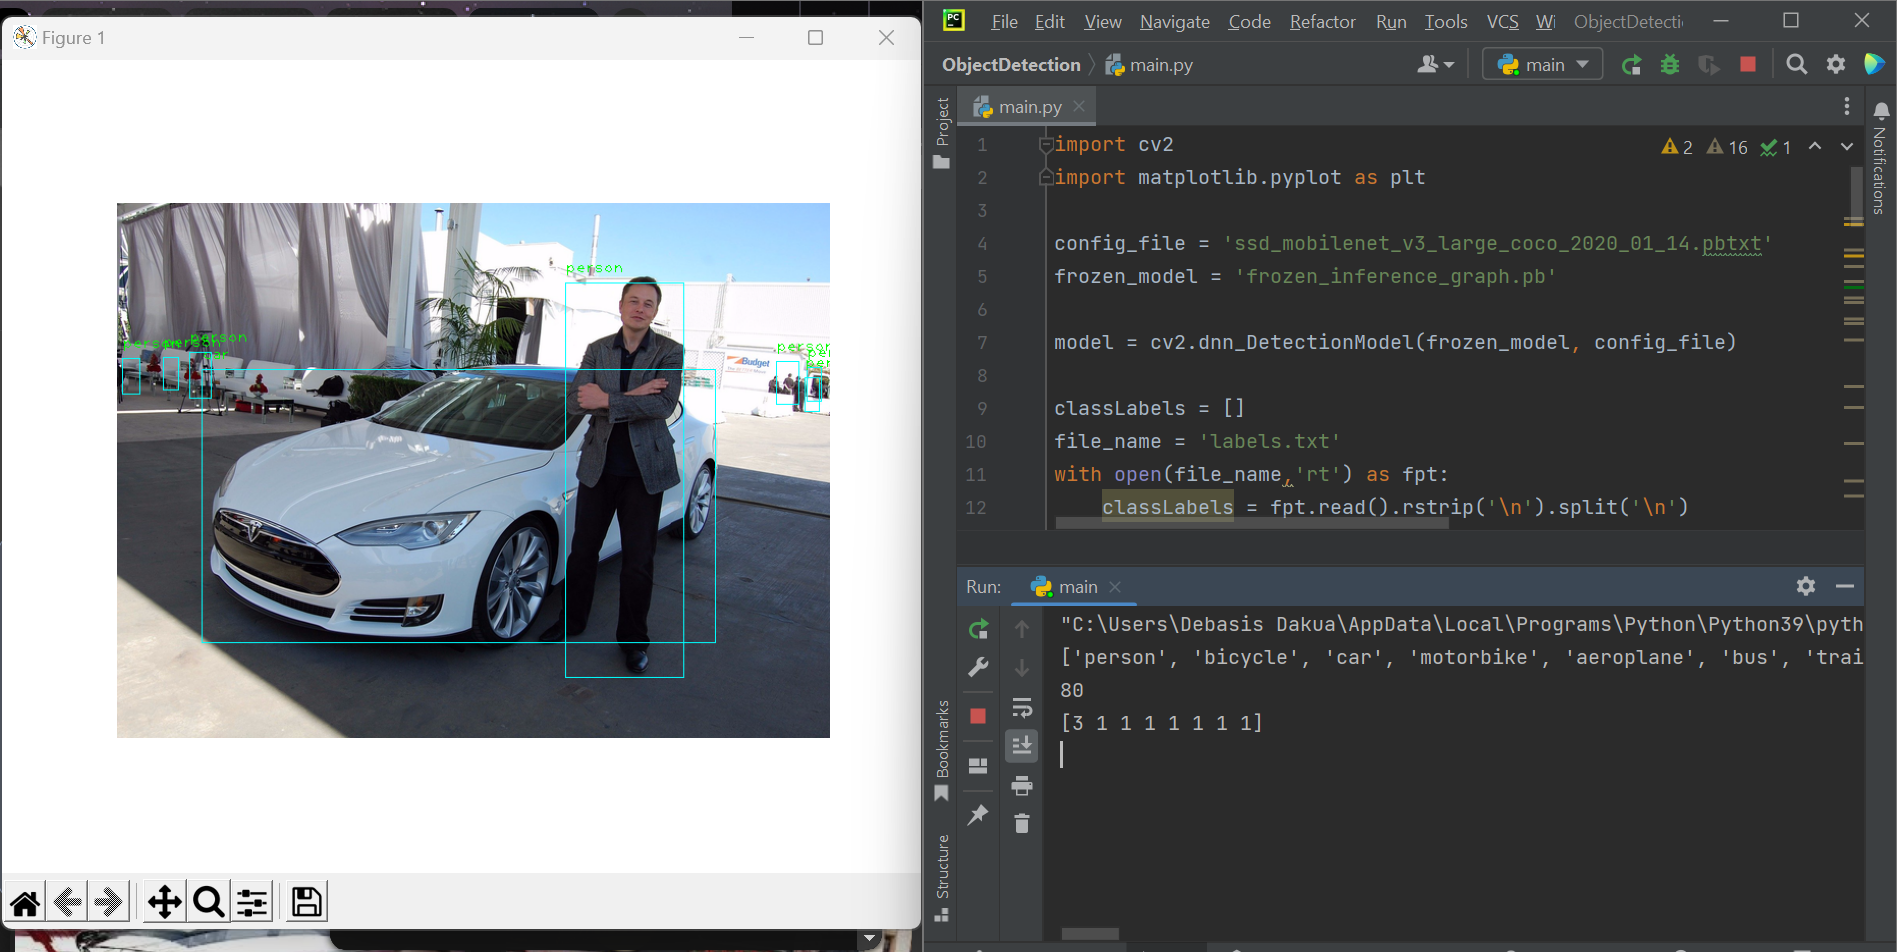 Figure 1
person
person
person
person
car
person
Budget
PC
File Edit View Navigate Code Refactor Run Tools VCS Wi ObjectDetecti
ObjectDetection main.py
main
Project
main.py
Notifications
2 16 1
1 import cv2
2 import matplotlib.pyplot as plt
3
4 config_file = 'ssd_mobilenet_v3_large_coco_2020_01_14.pbtxt'
5 frozen_model = 'frozen_inference_graph.pb'
6
7 model = cv2.dnn_DetectionModel(frozen_model, config_file)
8
9 classLabels = []
10 file_name = 'labels.txt'
11 with open(file_name,'rt') as fpt:
12 classLabels = fpt.read().rstrip('\n').split('\n')
Run: main
"C:\Users\Debasis Dakua\AppData\Local\Programs\Python\Python39\pyth
['person', 'bicycle', 'car', 'motorbike', 'aeroplane', 'bus', 'trai
80
[3 1 1 1 1 1 1 1]
Bookmarks
Structure